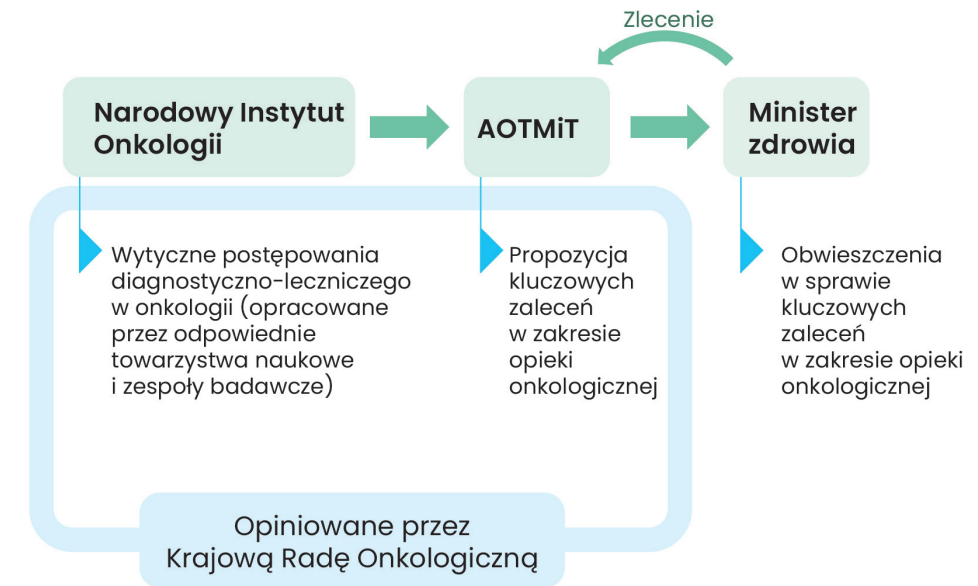 Zlecenie
Narodowy Instytut
Onkologii
AOTMiT
Minister
zdrowia
Wytyczne postępowania
diagnostyczno-leczniczego
w onkologii (opracowane
przez odpowiednie
towarzystwa naukowe
i zespoły badawcze)
Propozycja
kluczowych
zaleceń
w zakresie
opieki
onkologicznej
Obwieszczenia
w sprawie
kluczowych
zaleceń
w zakresie opieki
onkologicznej
Opiniowane przez
Krajową Radę Onkologiczną